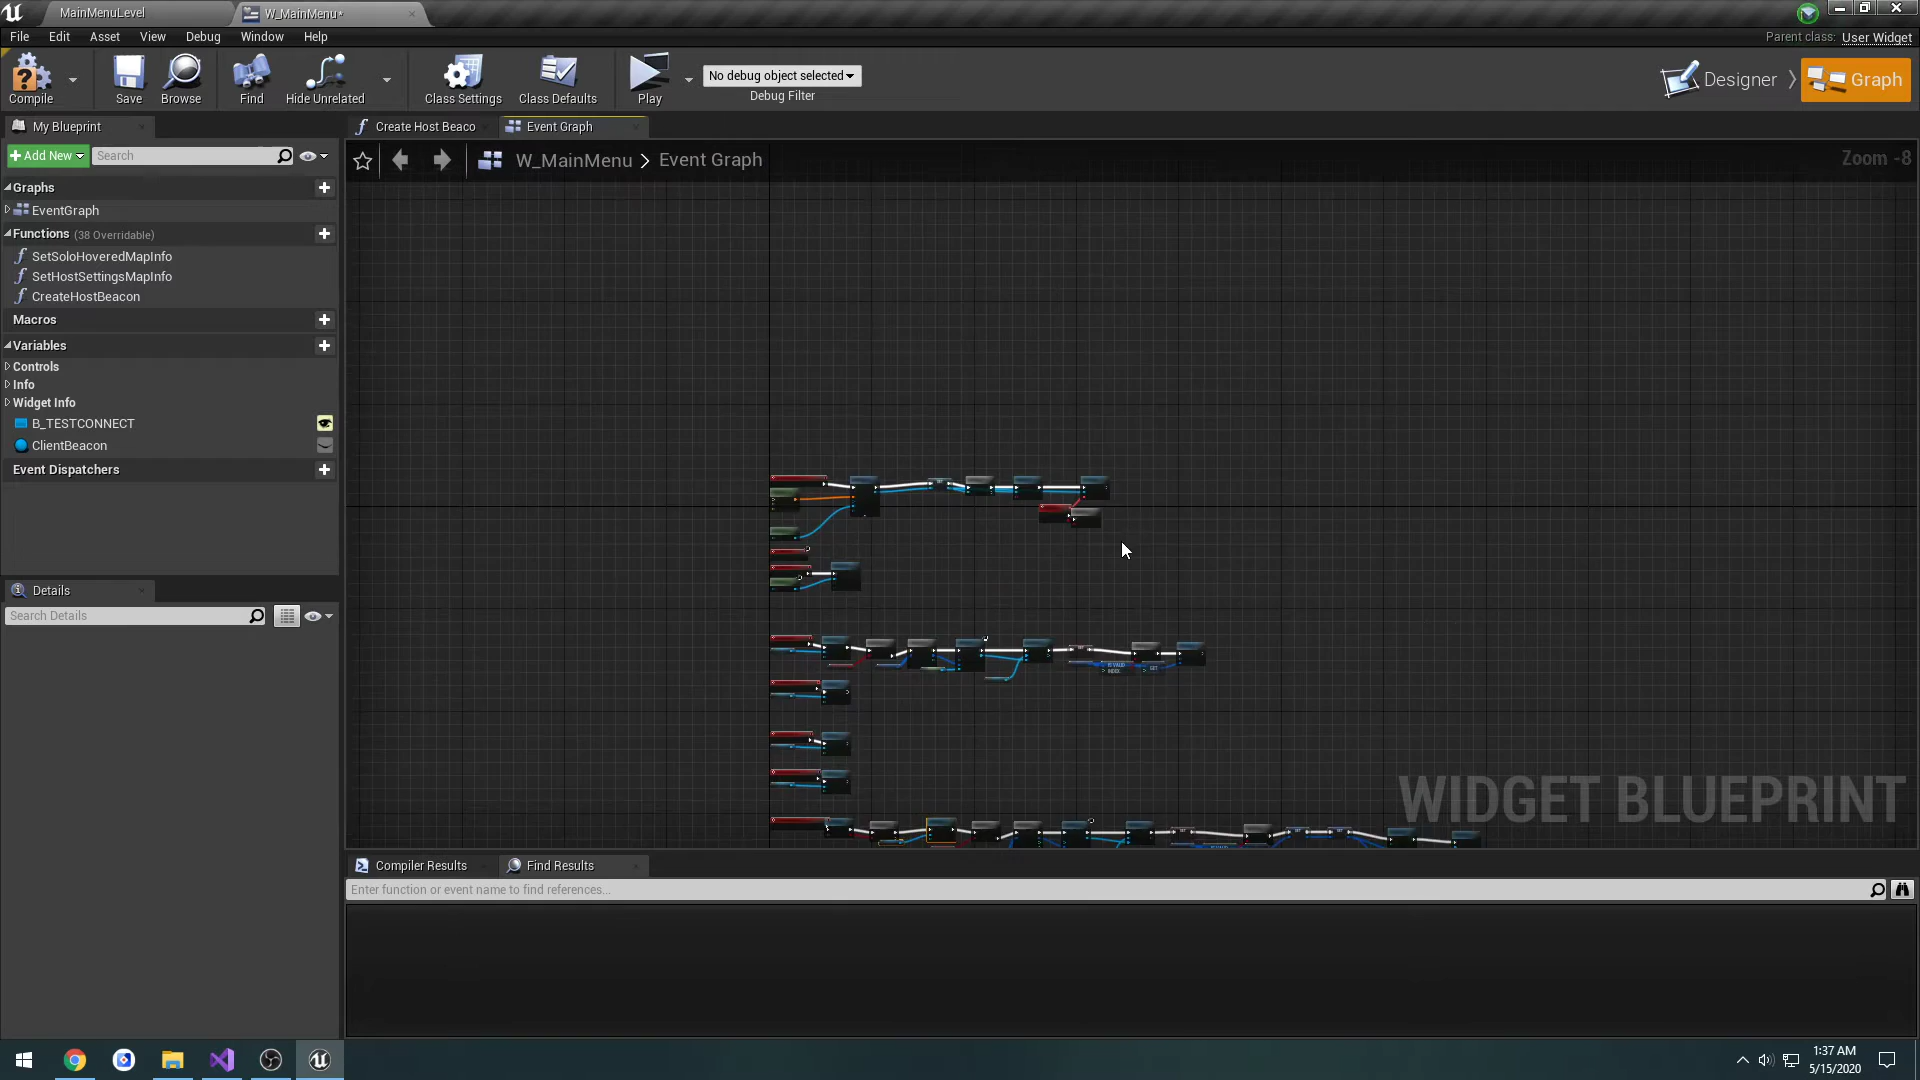 MainMenuLevel
W_MainMenu*
File Edit Asset View Debug Window Help
Parent class: User Widget
Compile
Save
Browse
Find
Hide Unrelated
Class Settings
Class Defaults
Play
No debug object selected
Debug Filter
Designer
Graph
My Blueprint
Create Host Beaco
Event Graph
Add New
Search
W_MainMenu > Event Graph
Zoom -8
Graphs
EventGraph
Functions (38 Overridable)
SetSoloHoveredMapInfo
SetHostSettingsMapInfo
CreateHostBeacon
Macros
Variables
Controls
Info
Widget Info
B_TESTCONNECT
ClientBeacon
Event Dispatchers
Details
Search Details
IS VALID
INDEX
GET
WIDGET BLUEPRINT
Compiler Results
Find Results
Enter function or event name to find references...
1:37 AM
5/15/2020